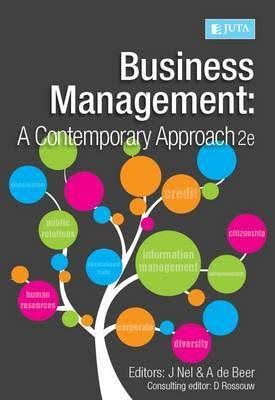 JUTA
Business
Management:
A Contemporary Approach 2e
credit
public
relations
citizenship
information
management
human
resources
corporate
diversity
Editors: J Nel & A de Beer
Consulting editor: D Rossouw